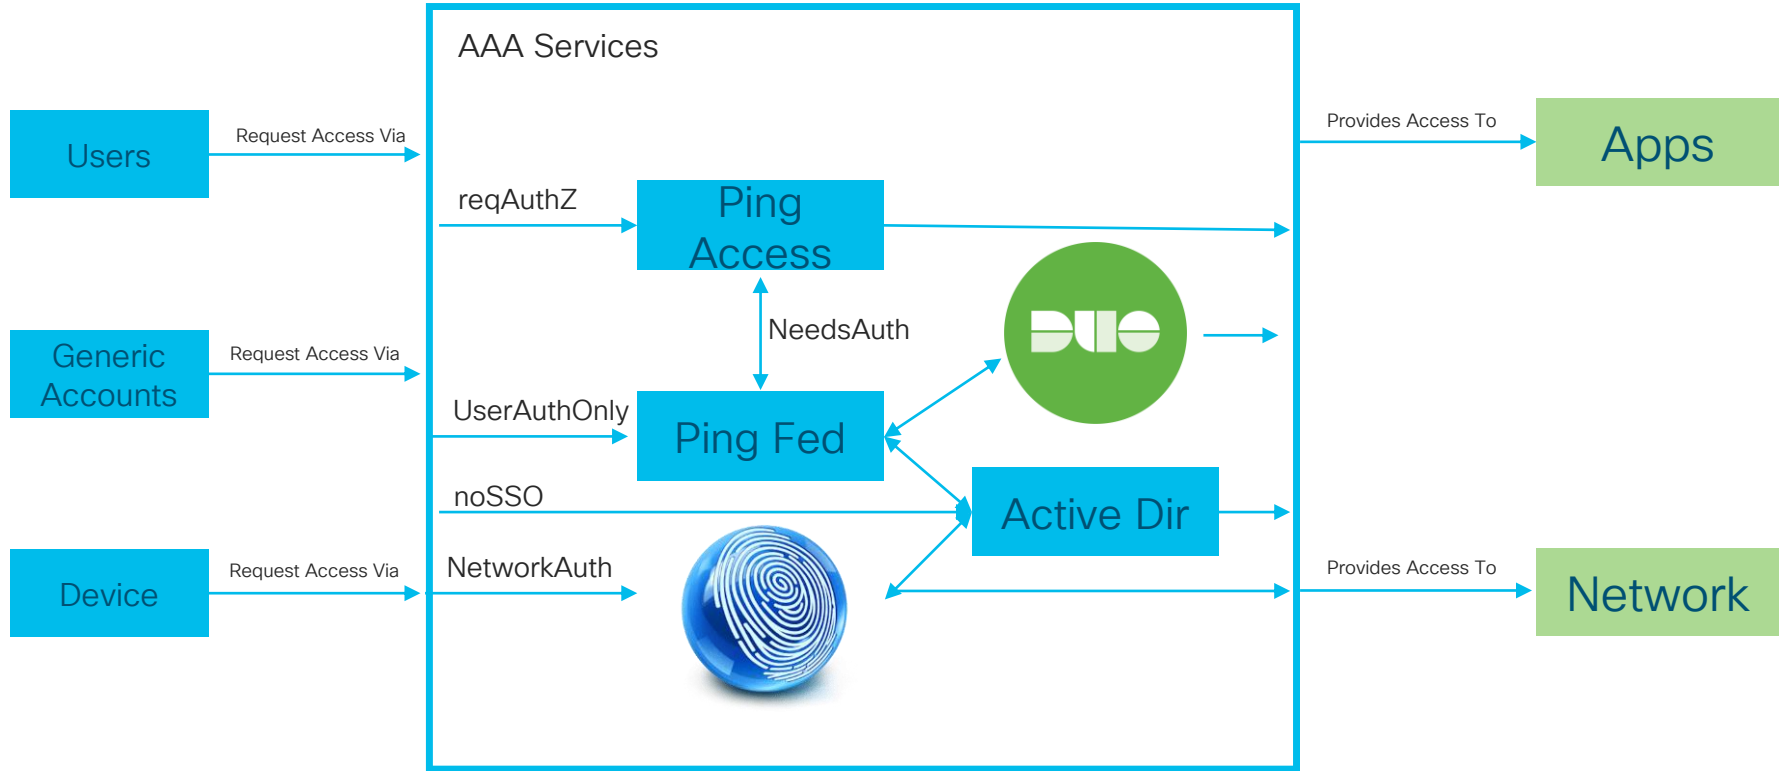 AAA Services
Users
Request Access Via
Provides Access To
Apps
reqAuthZ
Ping
Access
NeedsAuth
DUO
Generic
Accounts
Request Access Via
UserAuthOnly
Ping Fed
noSSO
Active Dir
Device
Request Access Via
NetworkAuth
Provides Access To
Network